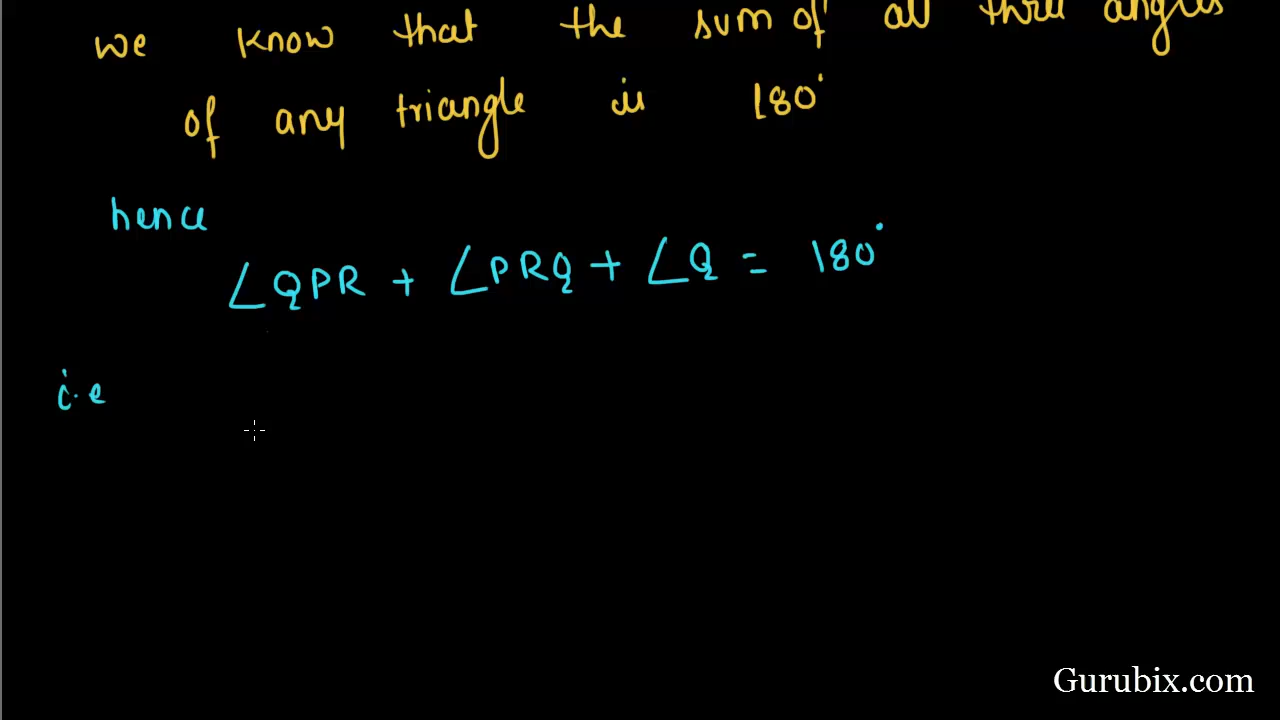 we know that the sum of all three angles
of any triangle is 180°
hence
∠QPR + ∠PRQ + ∠Q = 180°
i.e
Gurubix.com